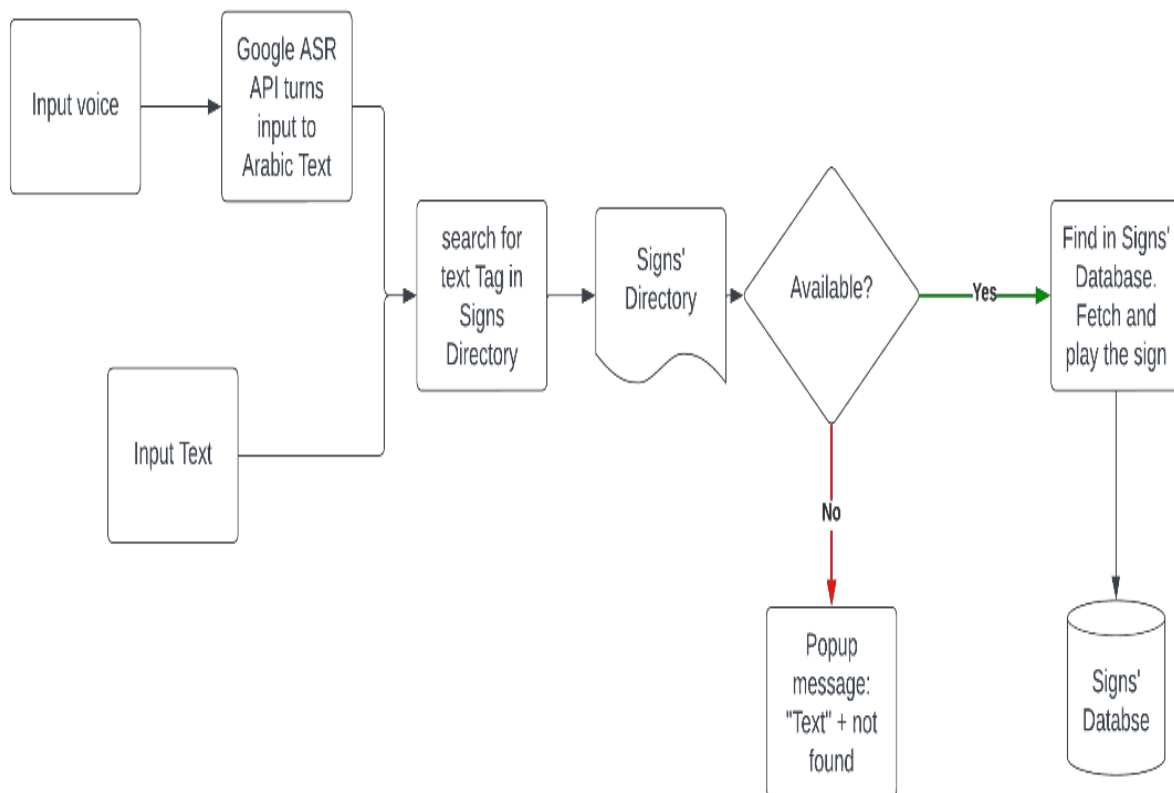 Input voice
Google ASR
API turns
input to
Arabic Text
Input Text
search for
text Tag in
Signs
Directory
Signs'
Directory
Available?
Yes
Find in Signs'
Database.
Fetch and
play the sign
No
Popup
message:
"Text" + not
found
Signs'
Databse